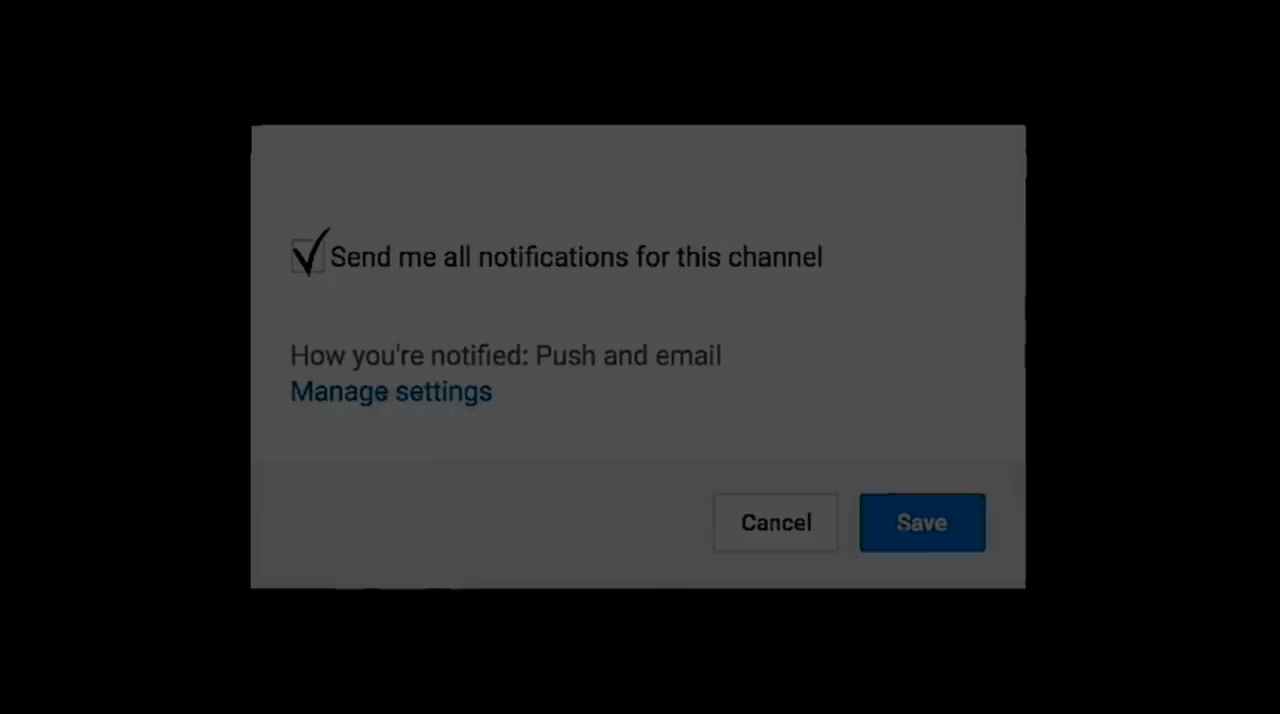 Send me all notifications for this channel
How you're notified: Push and email
Manage settings
Cancel Save